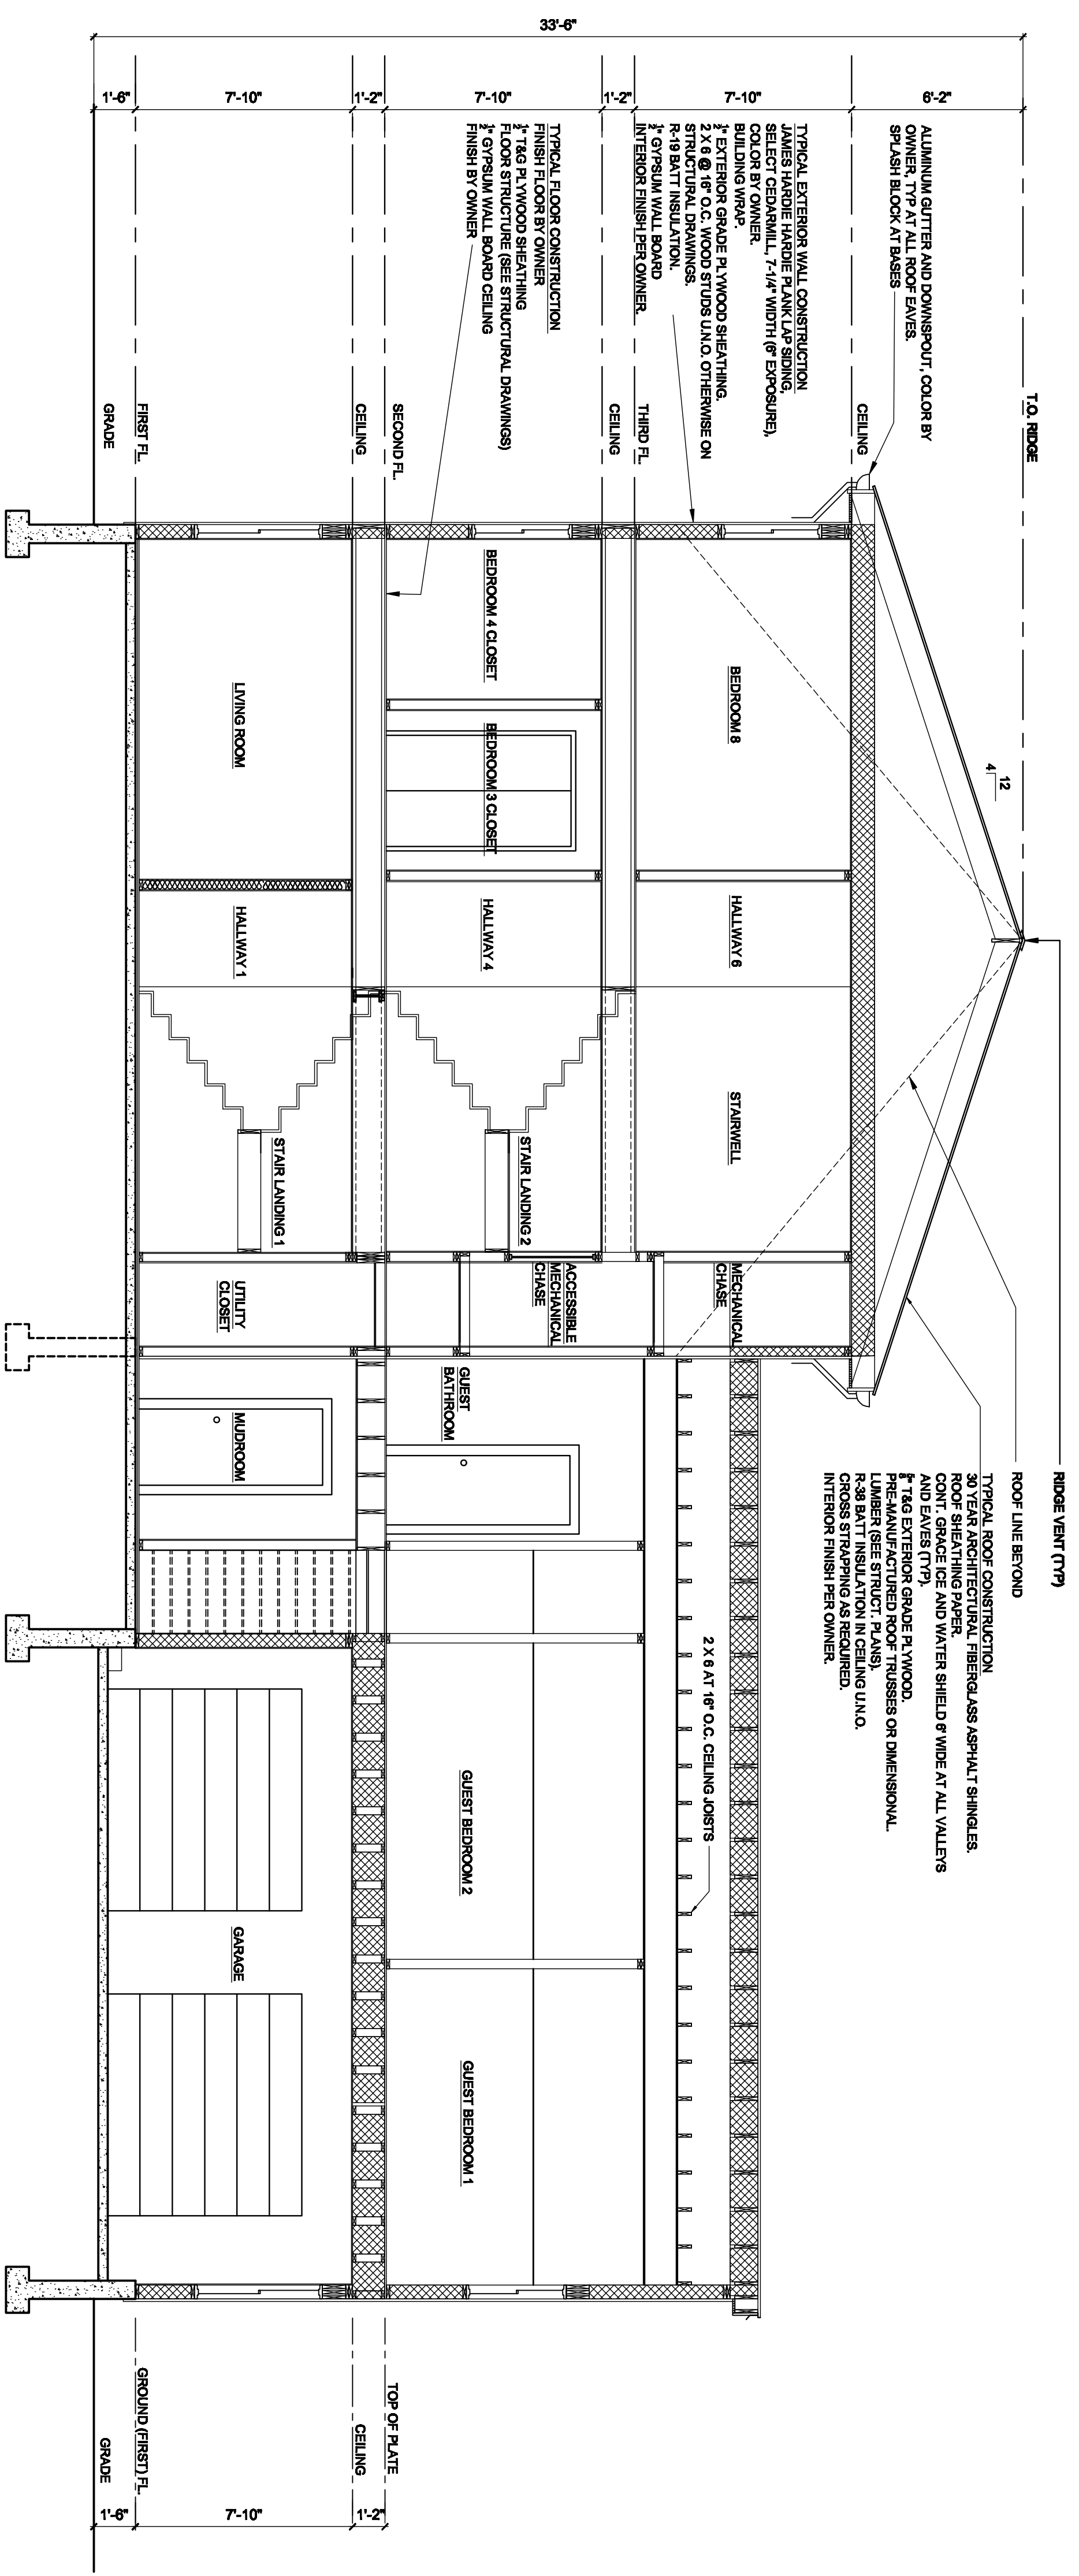 33'-6"
6'-2"
7'-10"
1'-2"
7'-10"
1'-2"
7'-10"
1'-6"
T.O. RIDGE
ALUMINUM GUTTER AND DOWNSPOUT, COLOR BY
OWNER, TYP AT ALL ROOF EAVES.
SPLASH BLOCK AT BASES
CEILING
TYPICAL EXTERIOR WALL CONSTRUCTION
JAMES HARDIE HARDIE PLANK LAP SIDING,
SELECT CEDARMILL, 7-1/4" WIDTH (6" EXPOSURE),
COLOR BY OWNER.
BUILDING WRAP.
1/2" EXTERIOR GRADE PLYWOOD SHEATHING.
2 X 6 @ 16" O.C. WOOD STUDS U.N.O. OTHERWISE ON
STRUCTURAL DRAWINGS.
R-19 BATT INSULATION.
1/2" GYPSUM WALL BOARD
INTERIOR FINISH PER OWNER.
THIRD FL.
CEILING
TYPICAL FLOOR CONSTRUCTION
FINISH FLOOR BY OWNER
1/2" T&G PLYWOOD SHEATHING
FLOOR STRUCTURE (SEE STRUCTURAL DRAWINGS)
1/2" GYPSUM WALL BOARD CEILING
FINISH BY OWNER
SECOND FL.
CEILING
FIRST FL.
GRADE
12
4
BEDROOM 8
HALLWAY 6
STAIRWELL
MECHANICAL
CHASE
BEDROOM 4 CLOSET
BEDROOM 3 CLOSET
HALLWAY 4
STAIR LANDING 2
ACCESSIBLE
MECHANICAL
CHASE
GUEST
BATHROOM
GUEST BEDROOM 2
GUEST BEDROOM 1
LIVING ROOM
HALLWAY 1
STAIR LANDING 1
UTILITY
CLOSET
MUDROOM
GARAGE
RIDGE VENT (TYP)
ROOF LINE BEYOND
TYPICAL ROOF CONSTRUCTION
30 YEAR ARCHITECTURAL FIBERGLASS ASPHALT SHINGLES.
ROOF SHEATHING PAPER.
CONT. GRACE ICE AND WATER SHIELD 6' WIDE AT ALL VALLEYS
AND EAVES (TYP).
5/8" T&G EXTERIOR GRADE PLYWOOD.
PRE-MANUFACTURED ROOF TRUSSES OR DIMENSIONAL.
LUMBER (SEE STRUCT. PLANS).
R-38 BATT INSULATION IN CEILING U.N.O.
CROSS STRAPPING AS REQUIRED.
INTERIOR FINISH PER OWNER.
2 X 6 AT 16" O.C. CEILING JOISTS
TOP OF PLATE
CEILING
GROUND (FIRST) FL.
GRADE
1'-2"
7'-10"
1'-6"